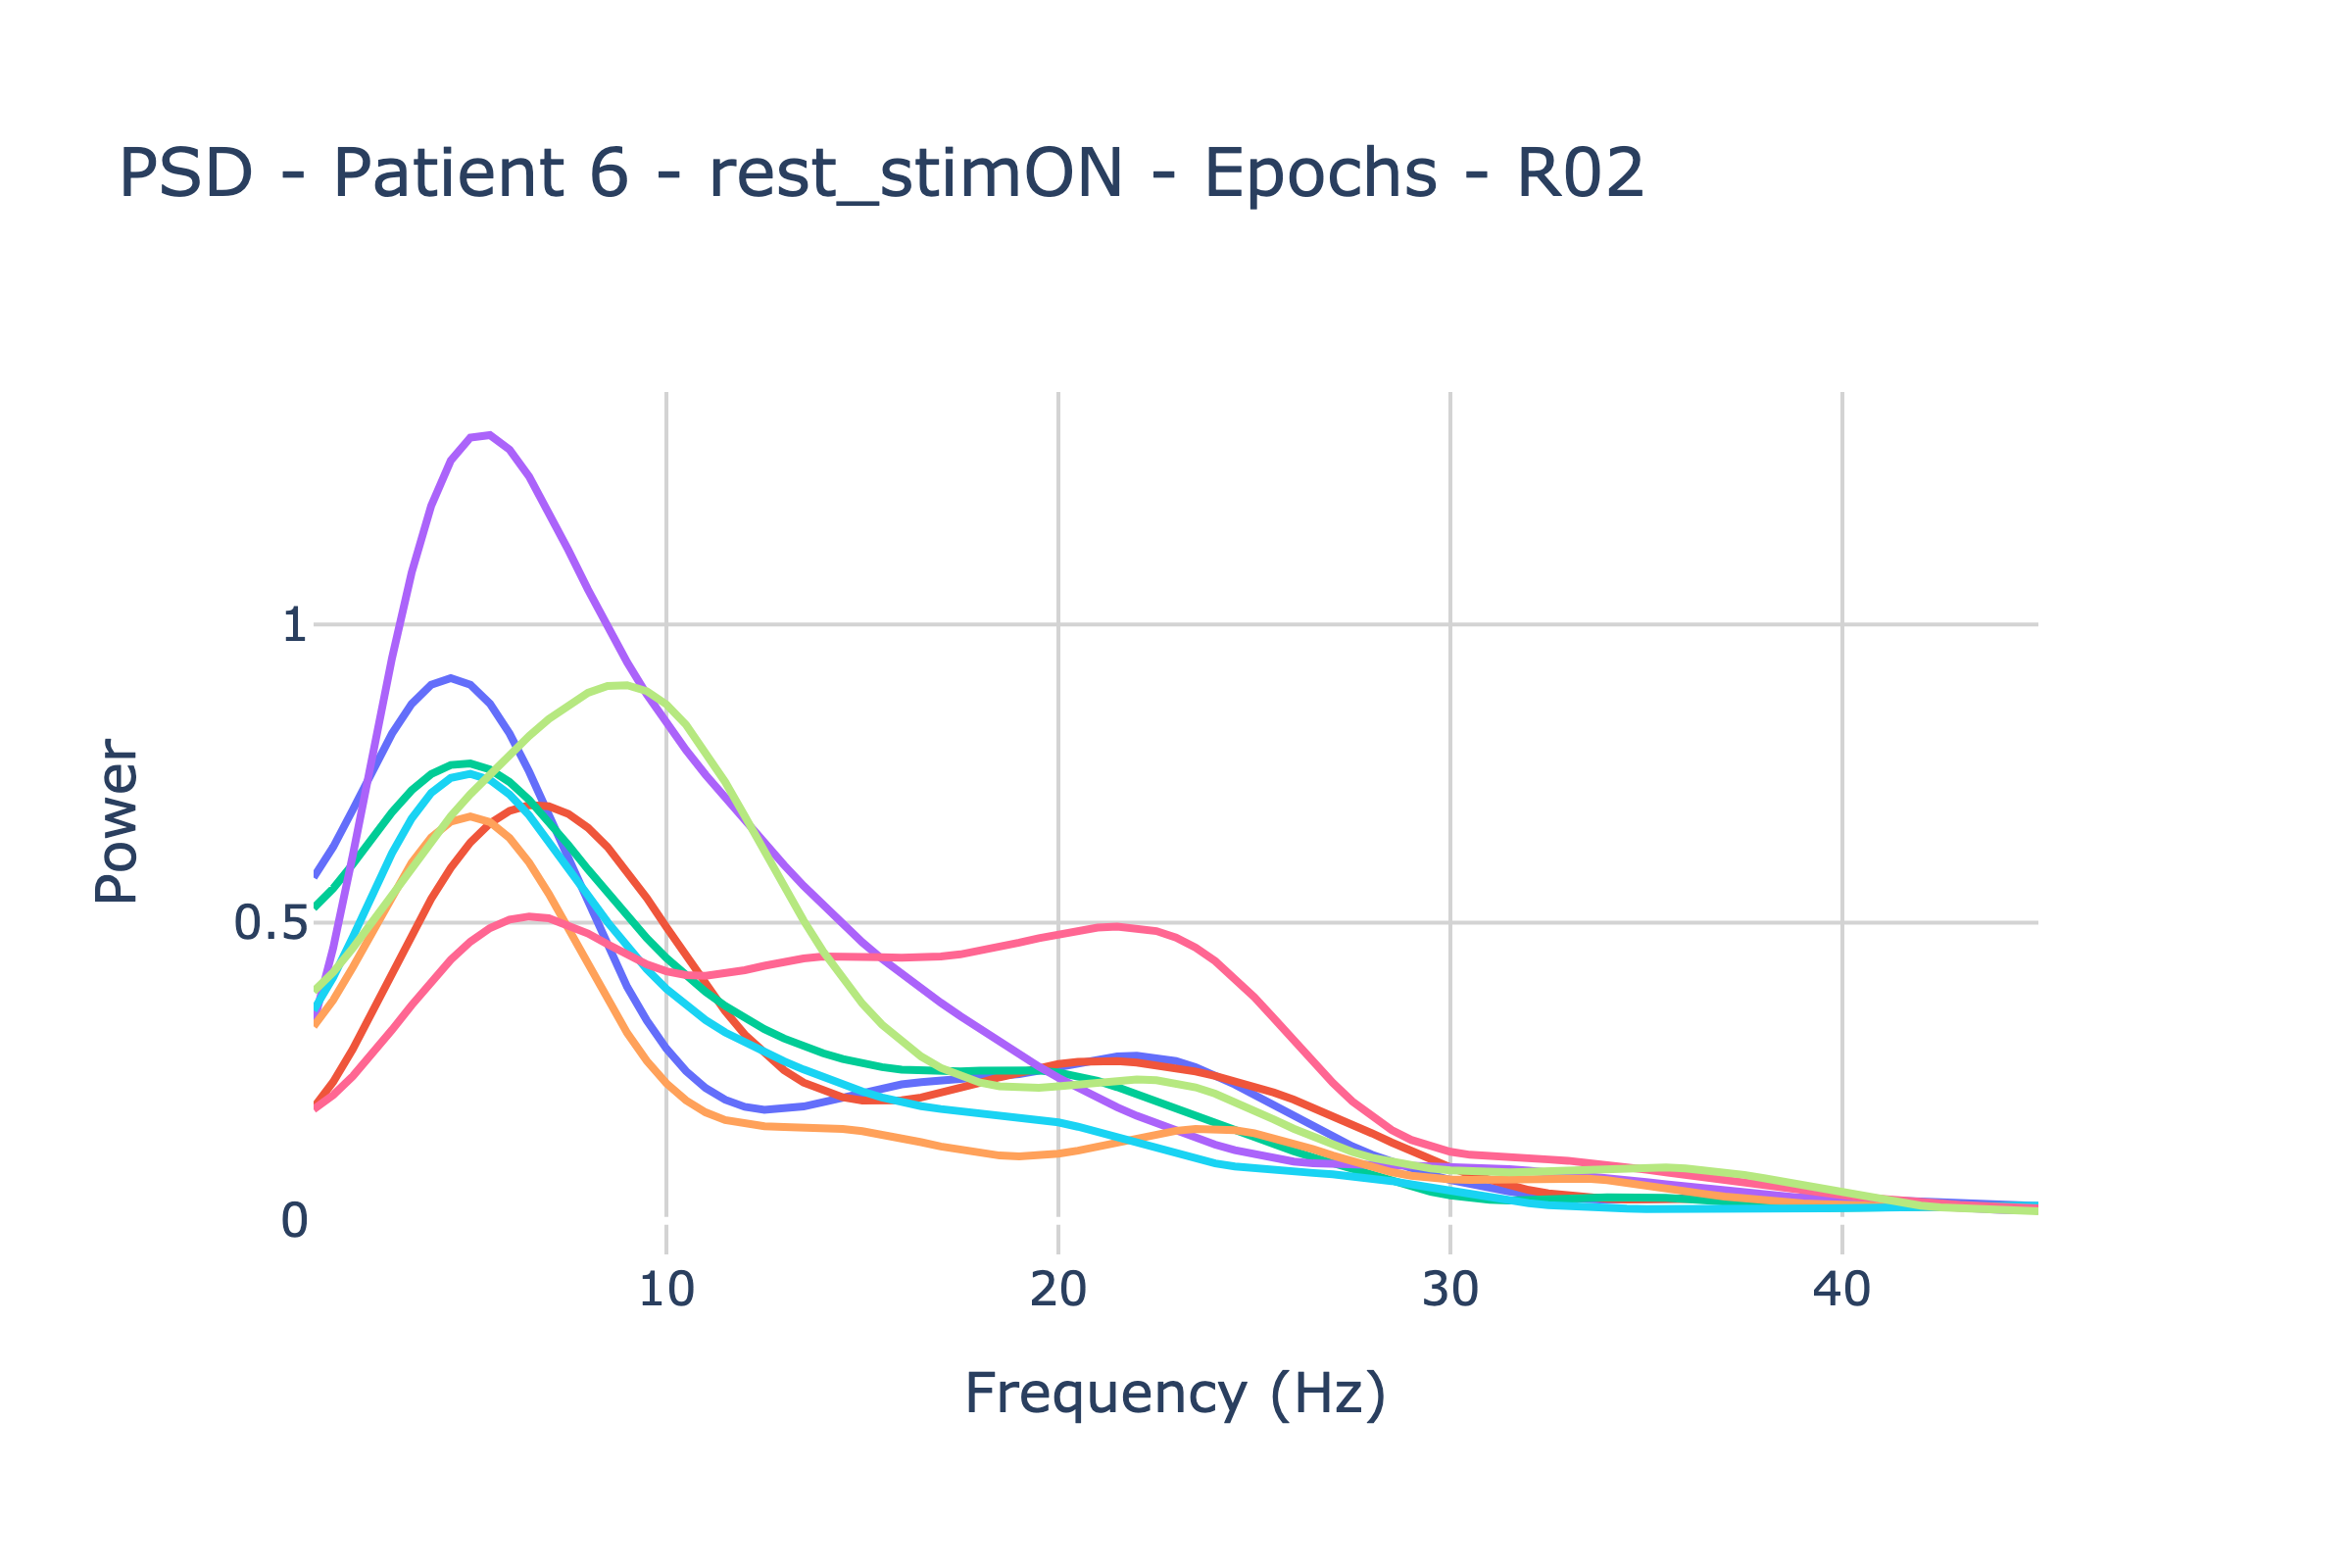 PSD - Patient 6 - rest_stimON - Epochs - R02
1
0.5
0
Power
10 20 30 40
Frequency (Hz)